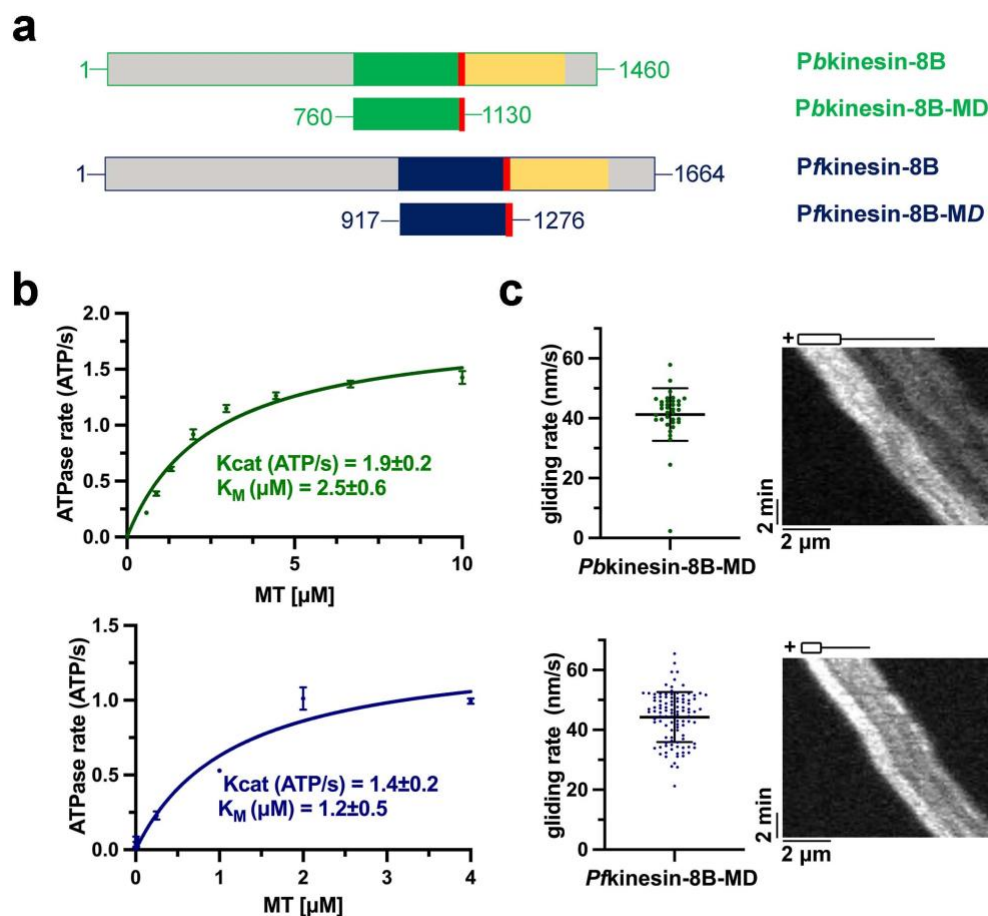 a
1 1460 Pbkinesin-8B
760 1130 Pbkinesin-8B-MD
1 1664 Pfkinesin-8B
917 1276 Pfkinesin-8B-MD
b
ATPase rate (ATP/s)
2.0
1.5
1.0
0.5
0.0
Kcat (ATP/s) = 1.9±0.2
KM (µM) = 2.5±0.6
0 5 10
MT [µM]
c
gliding rate (nm/s)
60
40
20
0
Pbkinesin-8B-MD
+
2 min
2 µm
ATPase rate (ATP/s)
1.5
1.0
0.5
0.0
Kcat (ATP/s) = 1.4±0.2
KM (µM) = 1.2±0.5
0 1 2 3 4
MT [µM]
gliding rate (nm/s)
60
40
20
0
Pfkinesin-8B-MD
+
2 min
2 µm